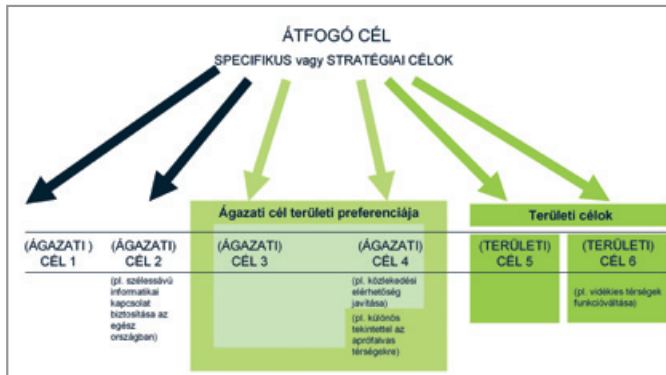 ÁTFOGÓ CÉL
SPECIFIKUS vagy STRATÉGIAI CÉLOK
Ágazati cél területi preferenciája
Területi célok
(ÁGAZATI )
CÉL 1
(ÁGAZATI)
CÉL 2
(pl. szélessávú
informatikai
kapcsolat
biztosítása az
egész
országban)
(ÁGAZATI)
CÉL 3
(ÁGAZATI)
CÉL 4
(pl. közlekedési
elérhetőség
javítása)
(pl. különös
tekintettel az
aprófalvas
térségekre)
(TERÜLETI)
CÉL 5
(TERÜLETI)
CÉL 6
(pl. vidékies térségek
funkcióváltása)